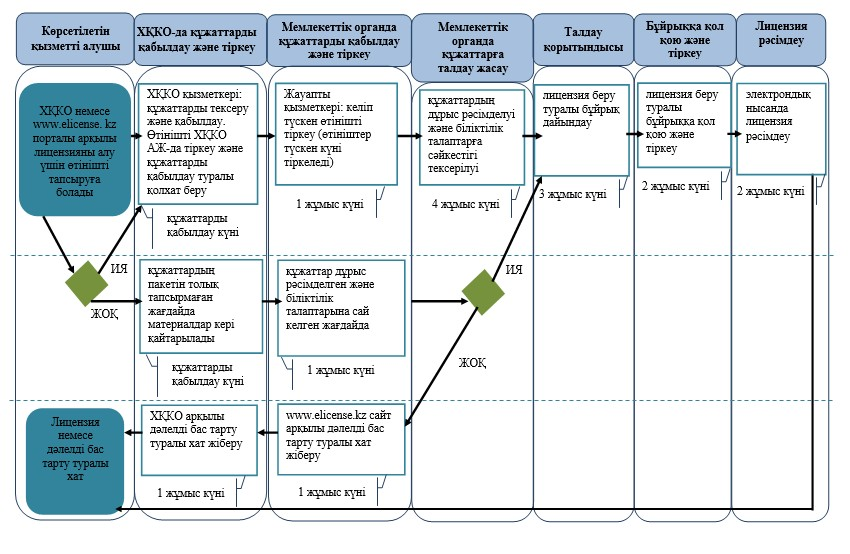 Көрсетілетін
қызметті алушы
ХҚКО-да құжаттарды
қабылдау және тіркеу
Мемлекеттік органда
құжаттарды қабылдау
және тіркеу
Мемлекеттік
органда
құжаттарға
талдау жасау
Талдау
қорытындысы
Бұйрыққа қол
қою және
тіркеу
Лицензия
рәсімдеу
ХҚКО немесе
www.elicense. kz
порталы арқылы
лицензияны алу
үшін өтінішті
тапсыруға
болады
ХҚКО қызметкері:
құжаттарды тексеру
және қабылдау.
Өтінішті ХҚКО
АЖ-да тіркеу және
құжаттарды
қабылдау туралы
қолхат беру
құжаттарды
қабылдау күні
Жауапты
қызметкері: келіп
түскен өтінішті
тіркеу (өтініштер
түскен күні
тіркеледі)
1 жұмыс күні
құжаттардың
дұрыс рәсімделуі
және біліктілік
талаптарға
сәйкестігі
тексерілуі
4 жұмыс күні
лицензия беру
туралы бұйрық
дайындау
3 жұмыс күні
лицензия беру
туралы
бұйрыққа қол
қою және
тіркеу
2 жұмыс күні
электрондық
нысанда
лицензия
рәсімдеу
2 жұмыс күні
ИЯ
ЖОҚ
құжаттардың
пакетін толық
тапсырмаған
жағдайда
материалдар кері
қайтарылады
құжаттарды
қабылдау күні
құжаттар дұрыс
рәсімделген және
біліктілік
талаптарына сай
келген жағдайда
1 жұмыс күні
ИЯ
ЖОҚ
Лицензия
немесе
дәлелді бас
тарту туралы
хат
ХҚКО арқылы
дәлелді бас тарту
туралы хат жіберу
1 жұмыс күні
www.elicense.kz сайт
арқылы дәлелді бас
тарту туралы хат
жіберу
1 жұмыс күні